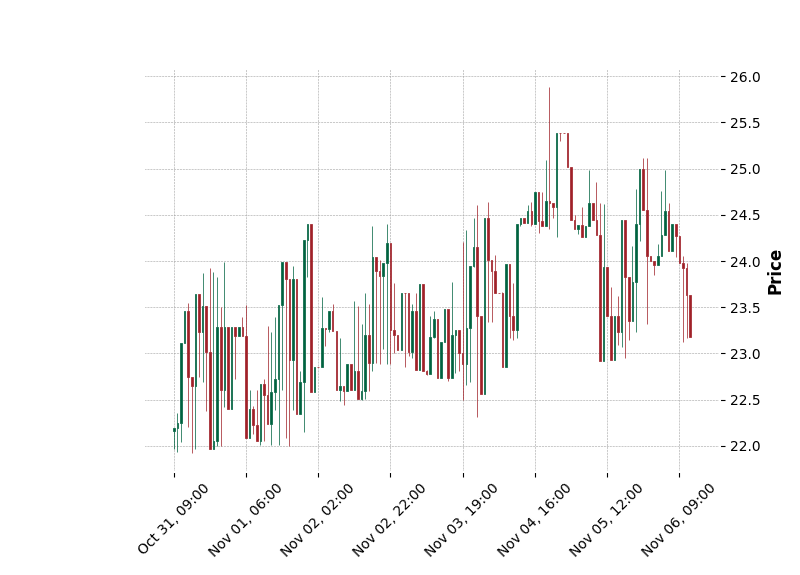 26.0
25.5
25.0
24.5
24.0
23.5
23.0
22.5
22.0
Price
Oct 31, 09:00
Nov 01, 06:00
Nov 02, 02:00
Nov 02, 22:00
Nov 03, 19:00
Nov 04, 16:00
Nov 05, 12:00
Nov 06, 09:00